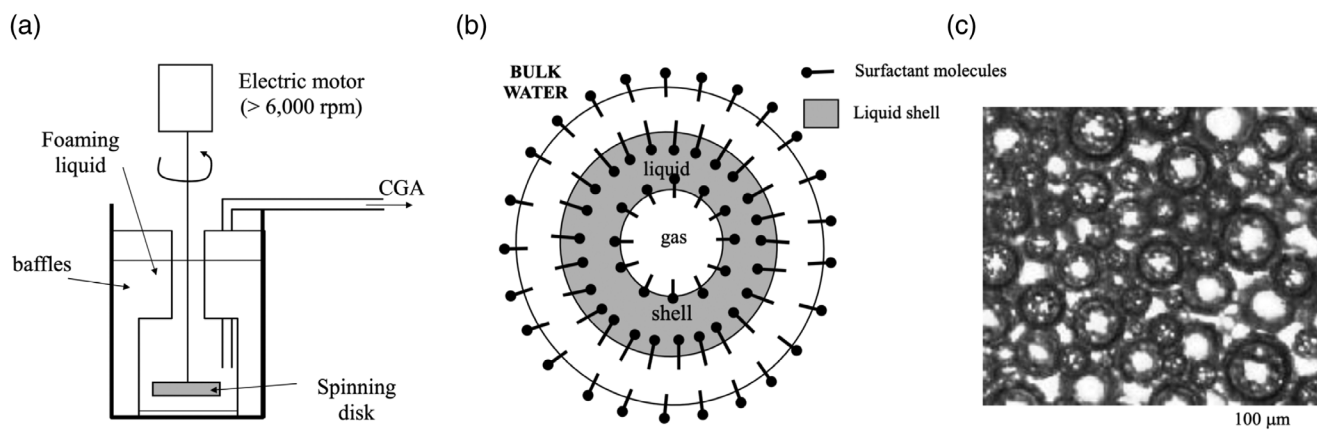 (a)
Electric motor
(> 6,000 rpm)
Foaming
liquid
CGA
baffles
Spinning
disk
(b)
BULK
WATER
Surfactant molecules
Liquid shell
liquid
gas
shell
(c)
100 μm